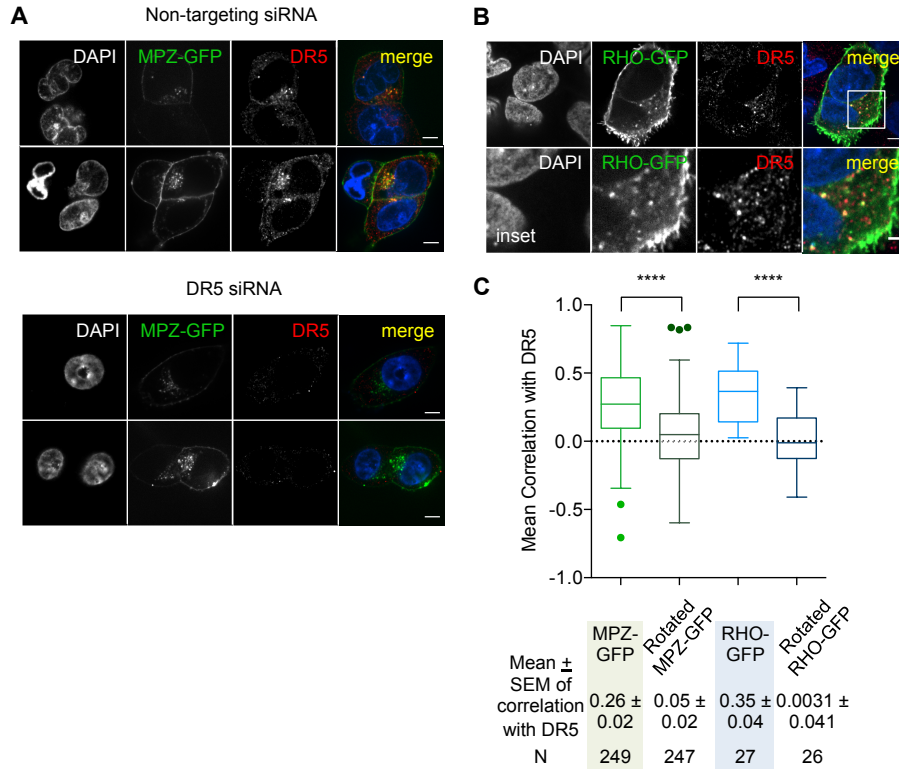 A
Non-targeting siRNA
DAPI
MPZ-GFP
DR5
merge
DR5 siRNA
DAPI
MPZ-GFP
DR5
merge
B
DAPI
RHO-GFP
DR5
merge
DAPI
RHO-GFP
DR5
merge
inset
C
****
****
Mean Correlation with DR5
1.0
0.5
0.0
-0.5
-1.0
MPZ-
GFP
Rotated
MPZ-GFP
RHO-
GFP
Rotated
RHO-GFP
Mean ±
SEM of
correlation
with DR5
0.26 ±
0.02
0.05 ±
0.02
0.35 ±
0.04
0.0031 ±
0.041
N
249
247
27
26